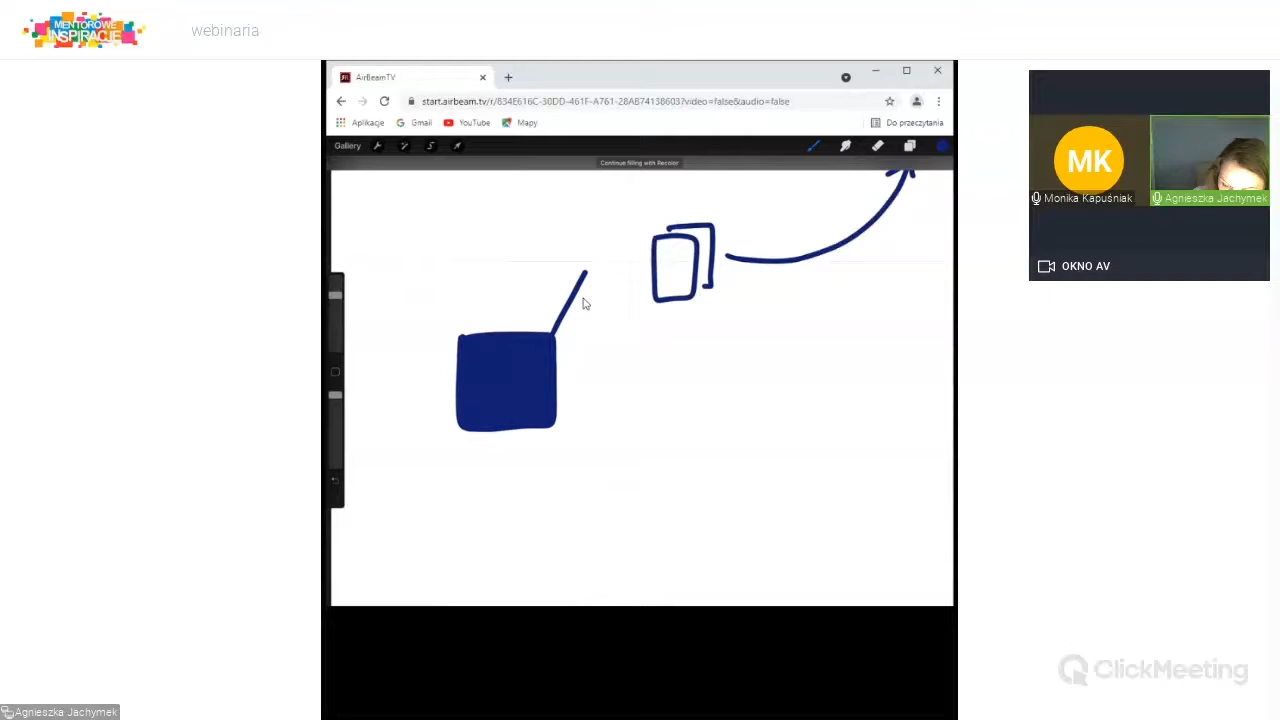 MENTOROWE
INSPIRACJE
webinaria
AirBeamTV
start.airbeam.tv/r/834E616C-30DD-461F-A761-28AB74138603?video=false&audio=false
Aplikacje
Gmail
YouTube
Mapy
Do przeczytania
Gallery
Continue filling with Recolor
MK
Monika Kapuśniak
Agnieszka Jachymek
OKNO AV
ClickMeeting
Agnieszka Jachymek